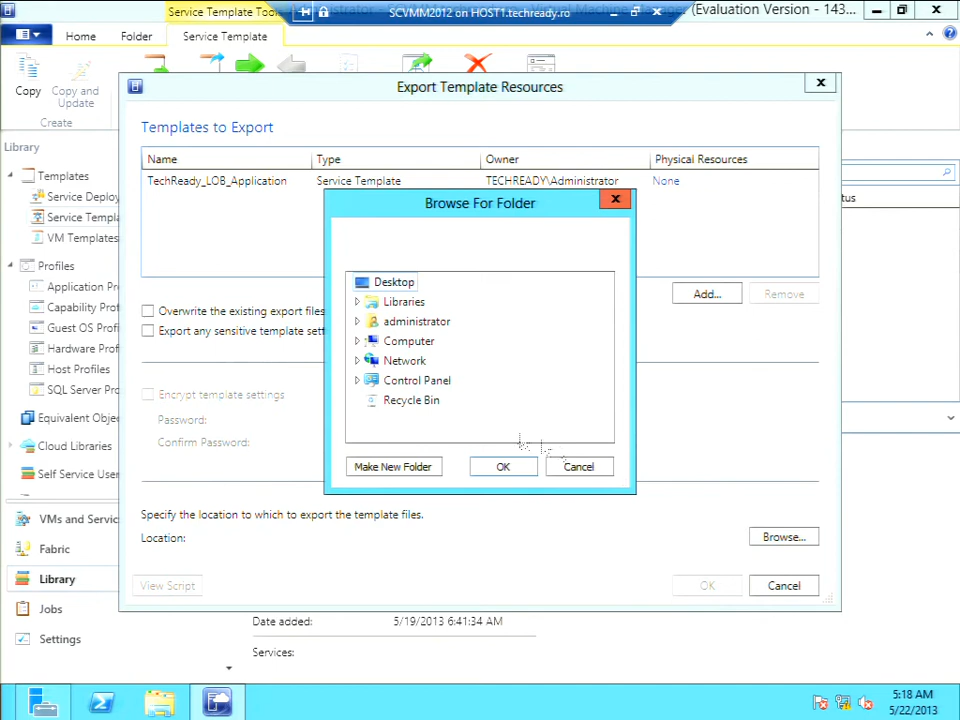 Service Template Tools
SCVMM2012 on HOST1.techready.ro
(Evaluation Version - 143...
Home
Folder
Service Template
Copy
Copy and
Update
Create
Export Template Resources
Templates to Export
Library
Name
Type
Owner
Physical Resources
TechReady_LOB_Application
Service Template
TECHREADY\Administrator
None
Templates
Service Deploy
Service Templ
VM Templates
Profiles
Application Pr
Capability Prof
Guest OS Profi
Hardware Prof
Host Profiles
SQL Server Pro
Equivalent Obje
Cloud Libraries
Self Service User
tus
Browse For Folder
Desktop
Libraries
administrator
Computer
Network
Control Panel
Recycle Bin
Make New Folder
OK
Cancel
Add...
Remove
Overwrite the existing export files
Export any sensitive template sett
Encrypt template settings
Password:
Confirm Password:
Specify the location to which to export the template files.
Location:
Browse...
View Script
OK
Cancel
VMs and Servic
Fabric
Library
Jobs
Settings
Date added:
5/19/2013 6:41:34 AM
Services:
5:18 AM
5/22/2013